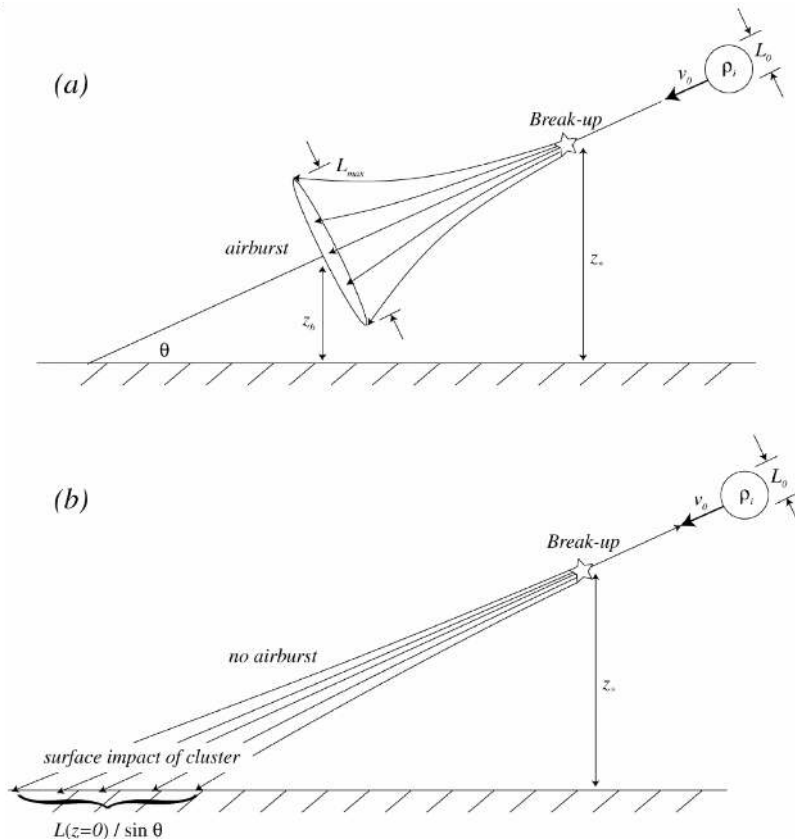 (a)
L₀
ρᵢ
v₀
Break-up
L_max
airburst
z_b
z_*
θ
(b)
L₀
ρᵢ
v₀
Break-up
no airburst
z_*
surface impact of cluster
L(z=0) / sin θ